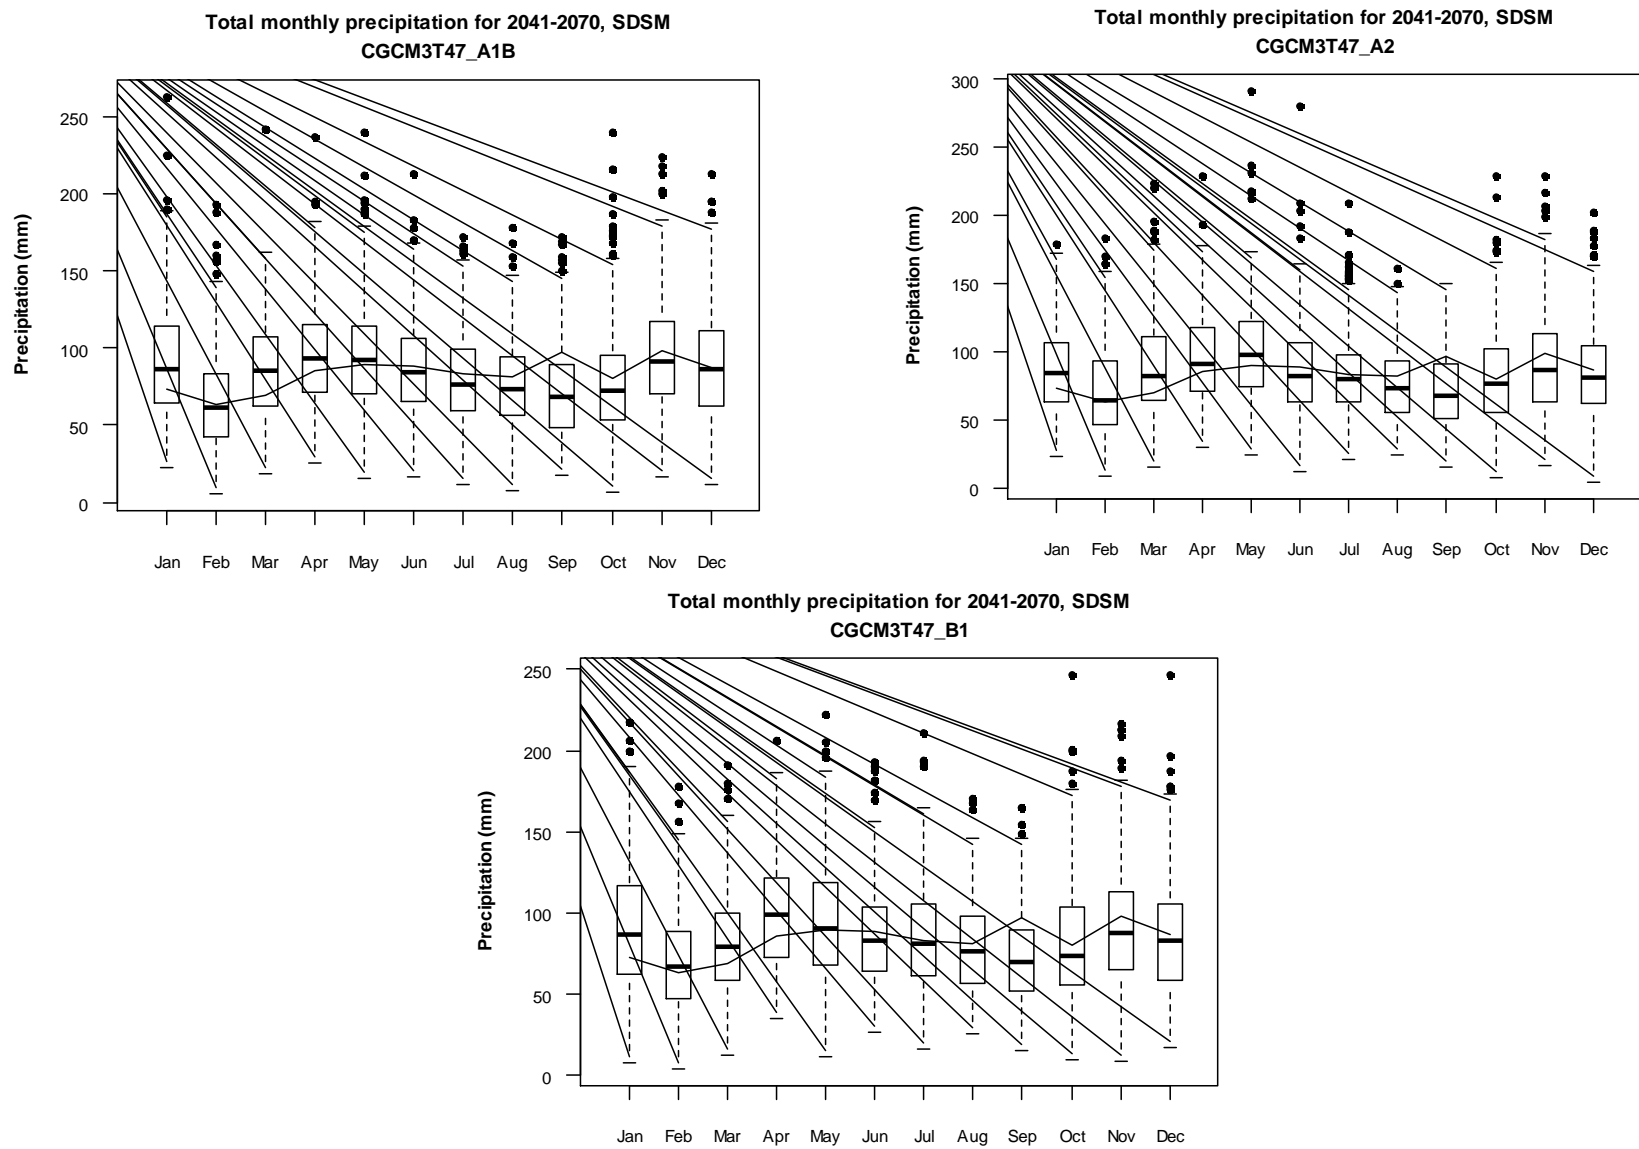 Total monthly precipitation for 2041-2070, SDSM
CGCM3T47_A1B
Precipitation (mm)
250
200
150
100
50
0
Jan Feb Mar Apr May Jun Jul Aug Sep Oct Nov Dec
Total monthly precipitation for 2041-2070, SDSM
CGCM3T47_A2
Precipitation (mm)
300
250
200
150
100
50
0
Jan Feb Mar Apr May Jun Jul Aug Sep Oct Nov Dec
Total monthly precipitation for 2041-2070, SDSM
CGCM3T47_B1
Precipitation (mm)
250
200
150
100
50
0
Jan Feb Mar Apr May Jun Jul Aug Sep Oct Nov Dec